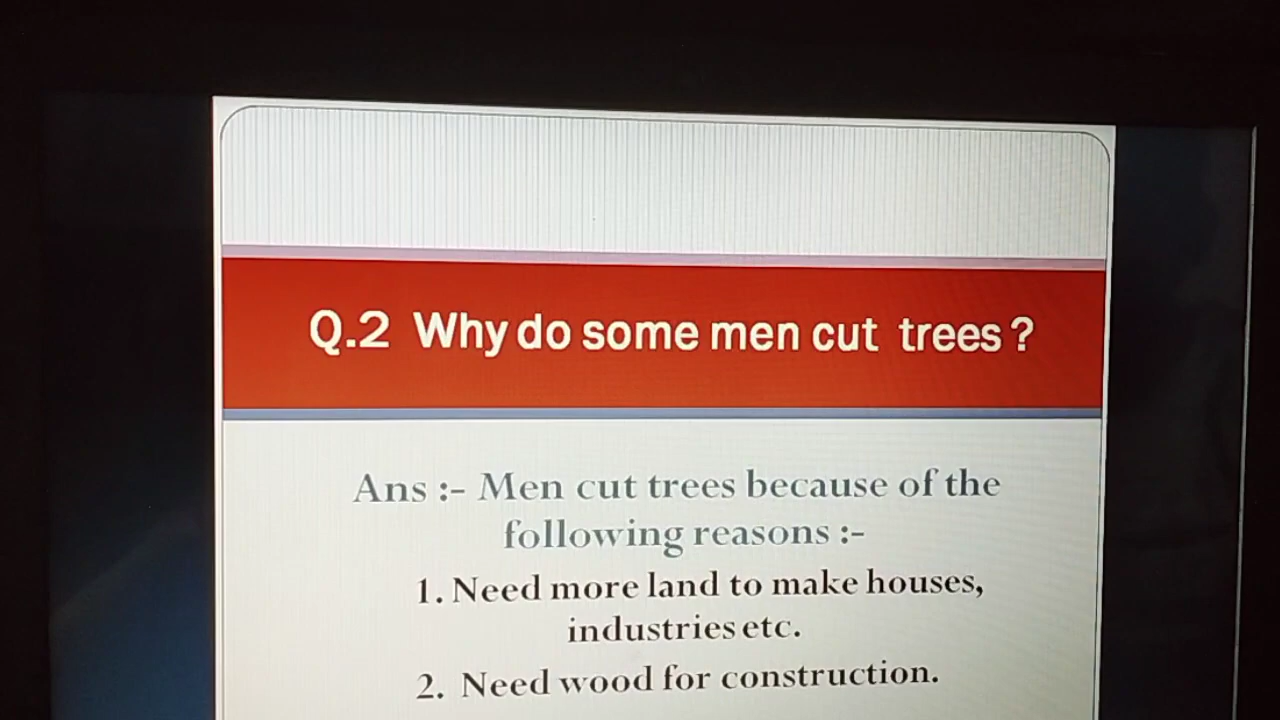 Q.2 Why do some men cut trees ?
Ans :- Men cut trees because of the
following reasons :-
1. Need more land to make houses,
industries etc.
2. Need wood for construction.